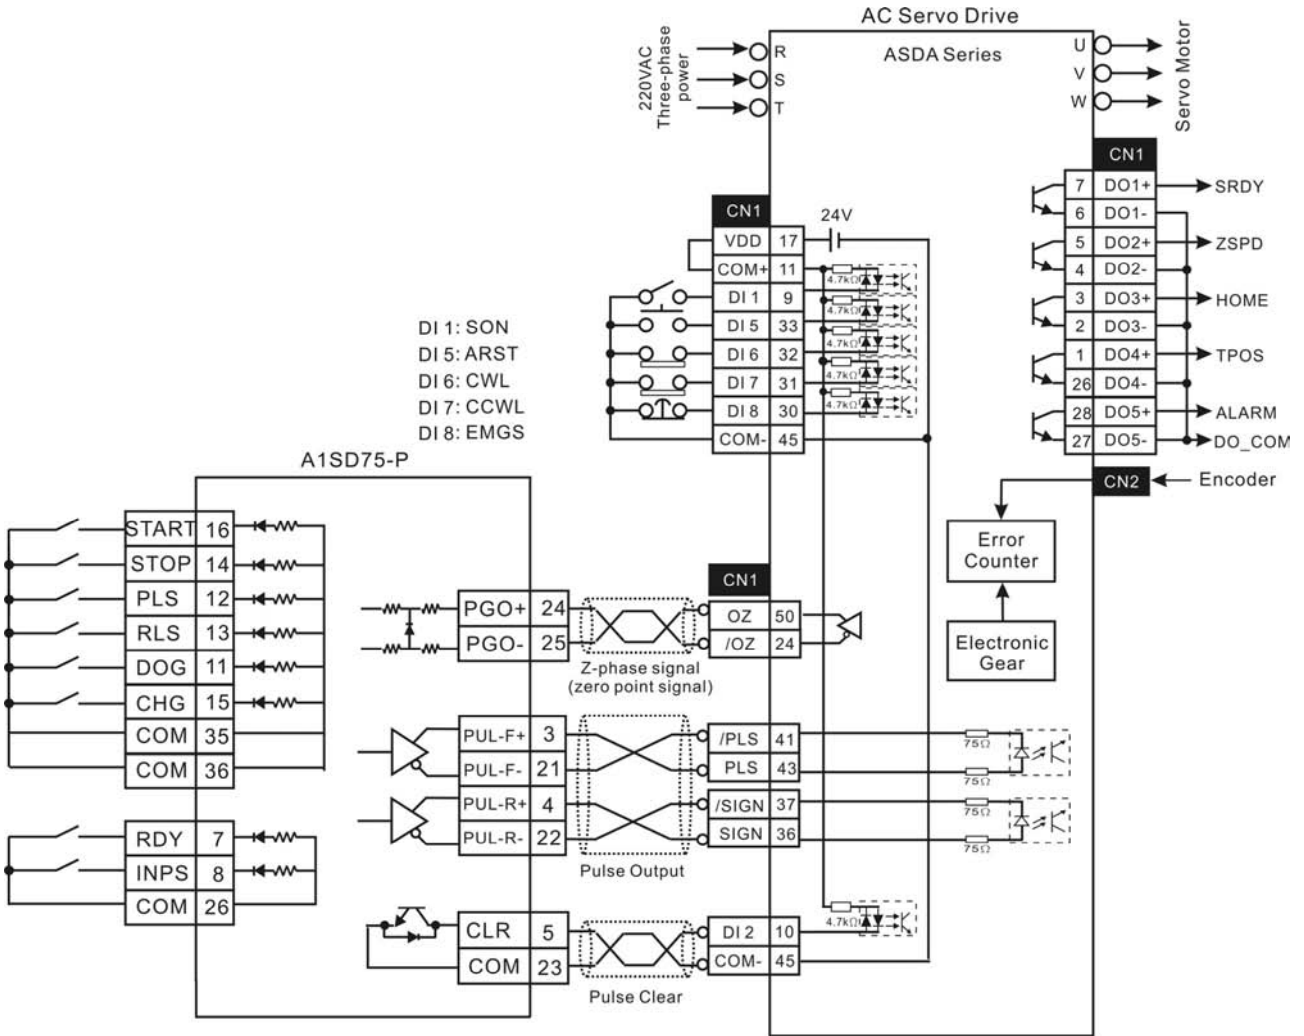 AC Servo Drive
ASDA Series
220VAC
Three-phase
power
R
S
T
U
V
W
Servo Motor
CN1
7 DO1+ SRDY
6 DO1-
5 DO2+ ZSPD
4 DO2-
3 DO3+ HOME
2 DO3-
1 DO4+ TPOS
26 DO4-
28 DO5+ ALARM
27 DO5- DO_COM
CN2 Encoder
Error
Counter
Electronic
Gear
CN1
24V
VDD 17
COM+ 11
DI 1 9
DI 5 33
DI 6 32
DI 7 31
DI 8 30
COM- 45
4.7kΩ
4.7kΩ
4.7kΩ
4.7kΩ
4.7kΩ
DI 1: SON
DI 5: ARST
DI 6: CWL
DI 7: CCWL
DI 8: EMGS
A1SD75-P
START 16
STOP 14
PLS 12
RLS 13
DOG 11
CHG 15
COM 35
COM 36
RDY 7
INPS 8
COM 26
PGO+ 24
PGO- 25
Z-phase signal
(zero point signal)
CN1
OZ 50
/OZ 24
PUL-F+ 3
PUL-F- 21
PUL-R+ 4
PUL-R- 22
Pulse Output
/PLS 41
PLS 43
/SIGN 37
SIGN 36
75Ω
75Ω
75Ω
75Ω
CLR 5
COM 23
Pulse Clear
DI 2 10
COM- 45
4.7kΩ